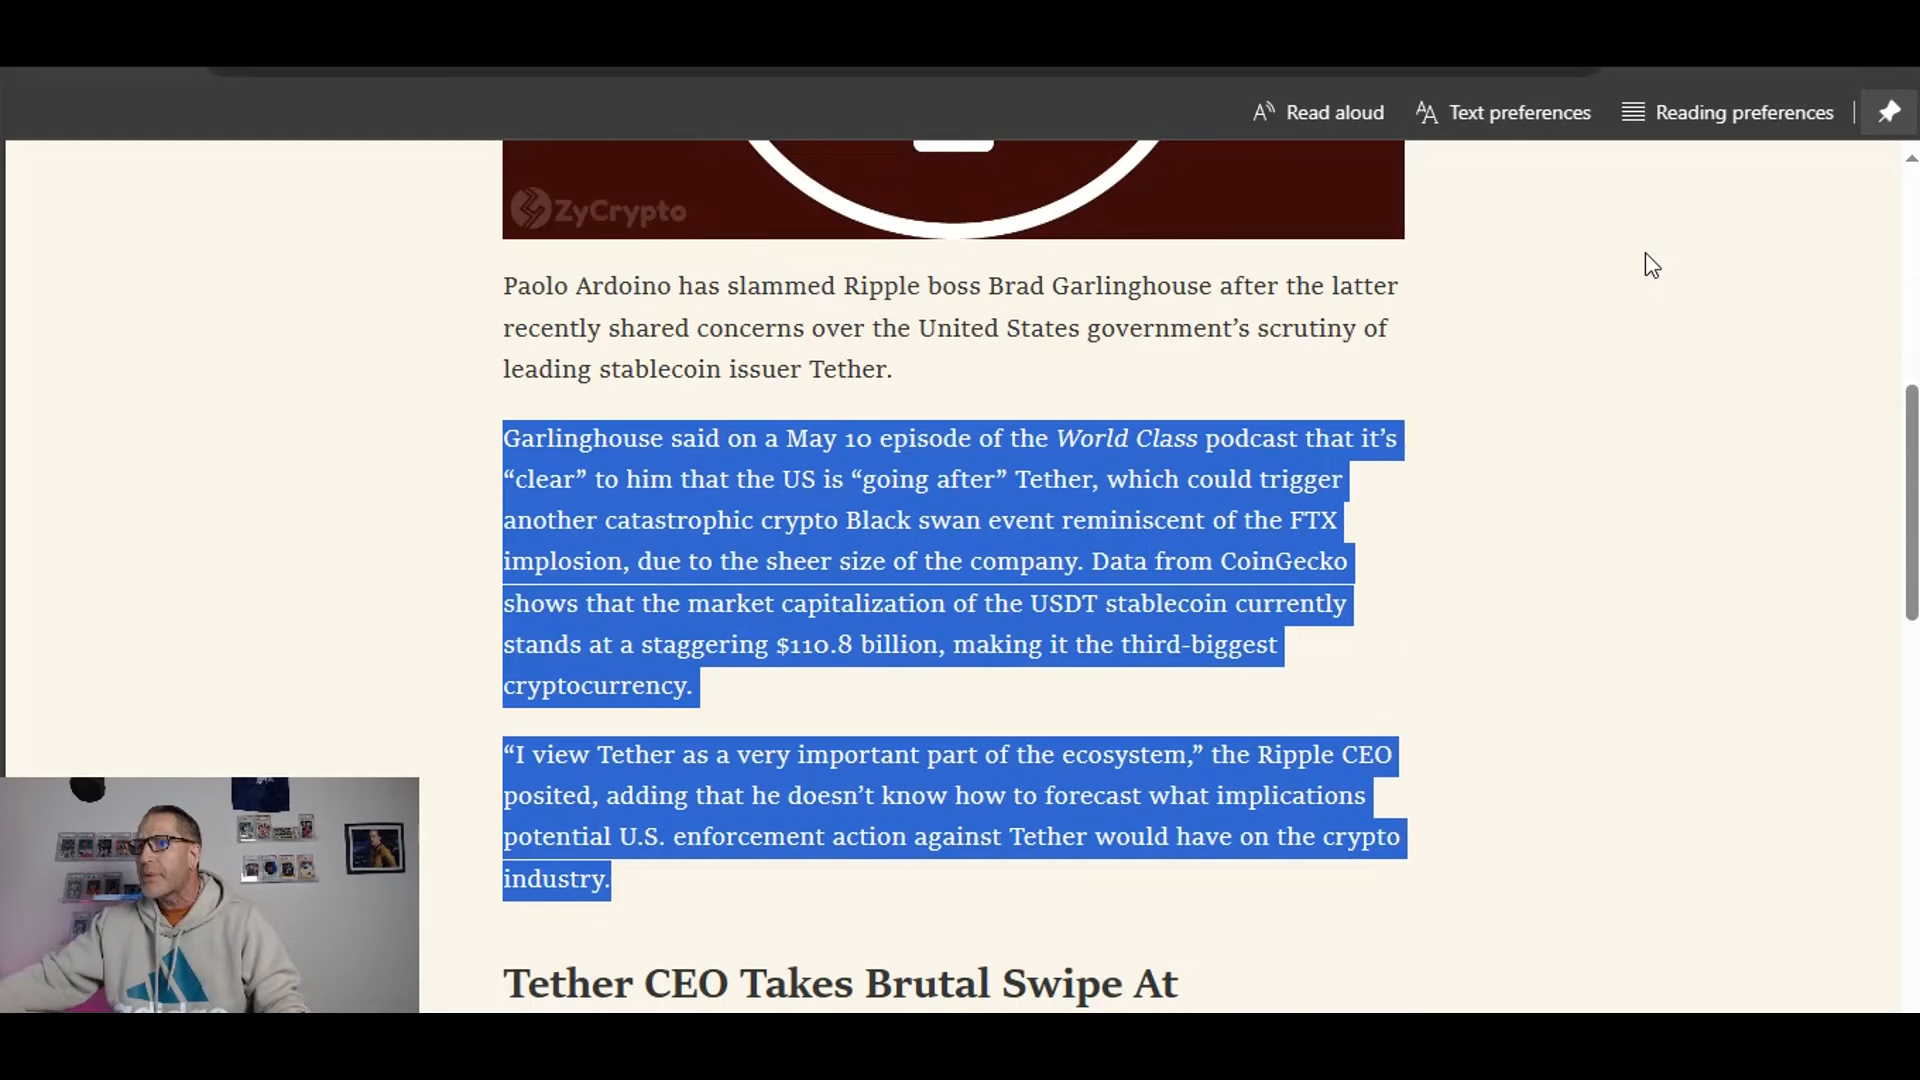 Read aloud
Text preferences
Reading preferences
ZyCrypto
Paolo Ardoino has slammed Ripple boss Brad Garlinghouse after the latter
recently shared concerns over the United States government’s scrutiny of
leading stablecoin issuer Tether.
Garlinghouse said on a May 10 episode of the World Class podcast that it’s
“clear” to him that the US is “going after” Tether, which could trigger
another catastrophic crypto Black swan event reminiscent of the FTX
implosion, due to the sheer size of the company. Data from CoinGecko
shows that the market capitalization of the USDT stablecoin currently
stands at a staggering $110.8 billion, making it the third-biggest
cryptocurrency.
“I view Tether as a very important part of the ecosystem,” the Ripple CEO
posited, adding that he doesn’t know how to forecast what implications
potential U.S. enforcement action against Tether would have on the crypto
industry.
Tether CEO Takes Brutal Swipe At